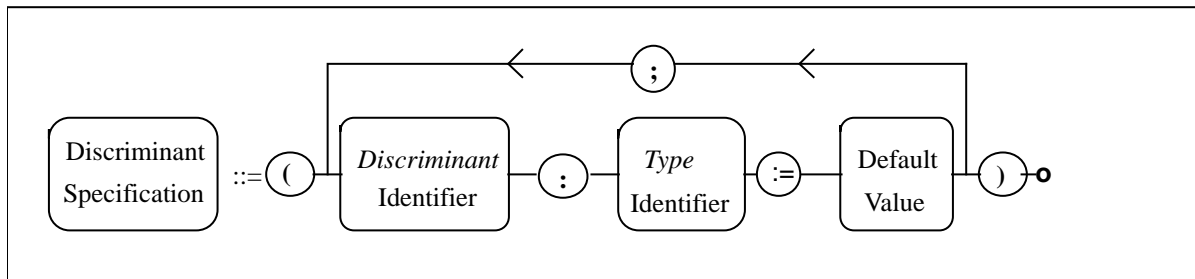 ;
Discriminant
Specification
::=
(
Discriminant
Identifier
:
Type
Identifier
:=
Default
Value
)
o